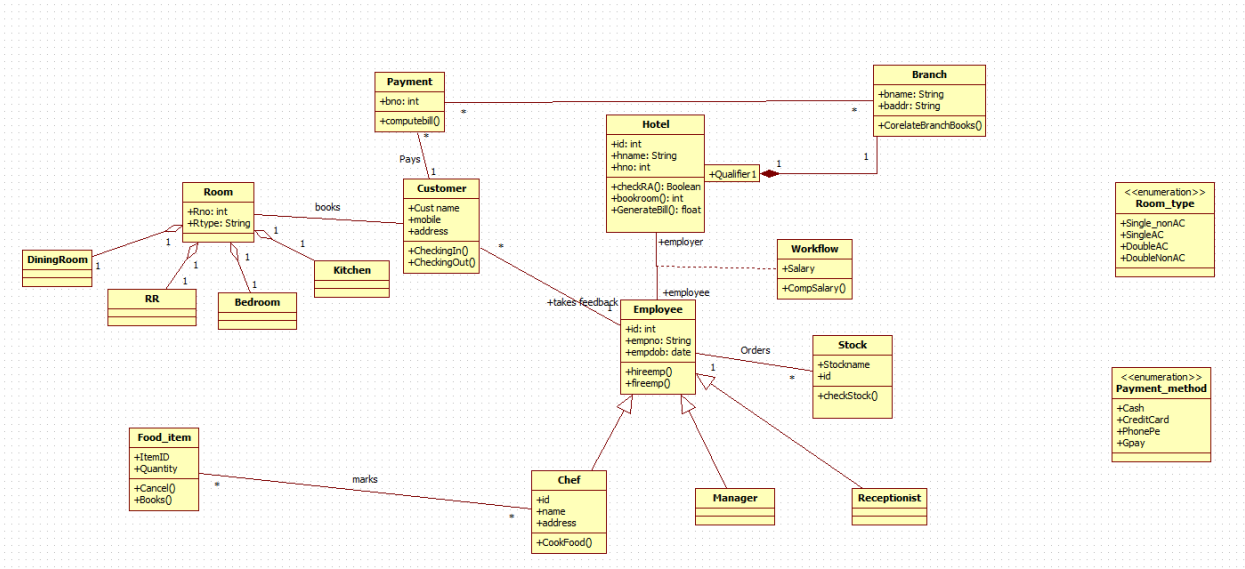 Payment
+bno: int
+computebill()
*
*
Branch
+bname: String
+baddr: String
+CorelateBranchBooks()
*
1
Hotel
+id: int
+hname: String
+hno: int
+checkRA(): Boolean
+bookroom(): int
+GenerateBill(): float
+Qualifier1
1
Pays
1
Customer
+Cust name
+mobile
+address
+CheckingIn()
+CheckingOut()
books
Room
+Rno: int
+Rtype: String
1
1
1
1
1
1
1
1
DiningRoom
RR
Bedroom
Kitchen
<<enumeration>>
Room_type
+Single_nonAC
+SingleAC
+DoubleAC
+DoubleNonAC
+employer
Workflow
+Salary
+CompSalary()
+employee
*
+takes feedback
1
Employee
+id: int
+empno: String
+empdob: date
+hireemp()
+fireemp()
Orders
1
*
Stock
+Stockname
+id
+checkStock()
<<enumeration>>
Payment_method
+Cash
+CreditCard
+PhonePe
+Gpay
Food_item
+ItemID
+Quantity
+Cancel()
+Books()
*
marks
*
Chef
+id
+name
+address
+CookFood()
Manager
Receptionist